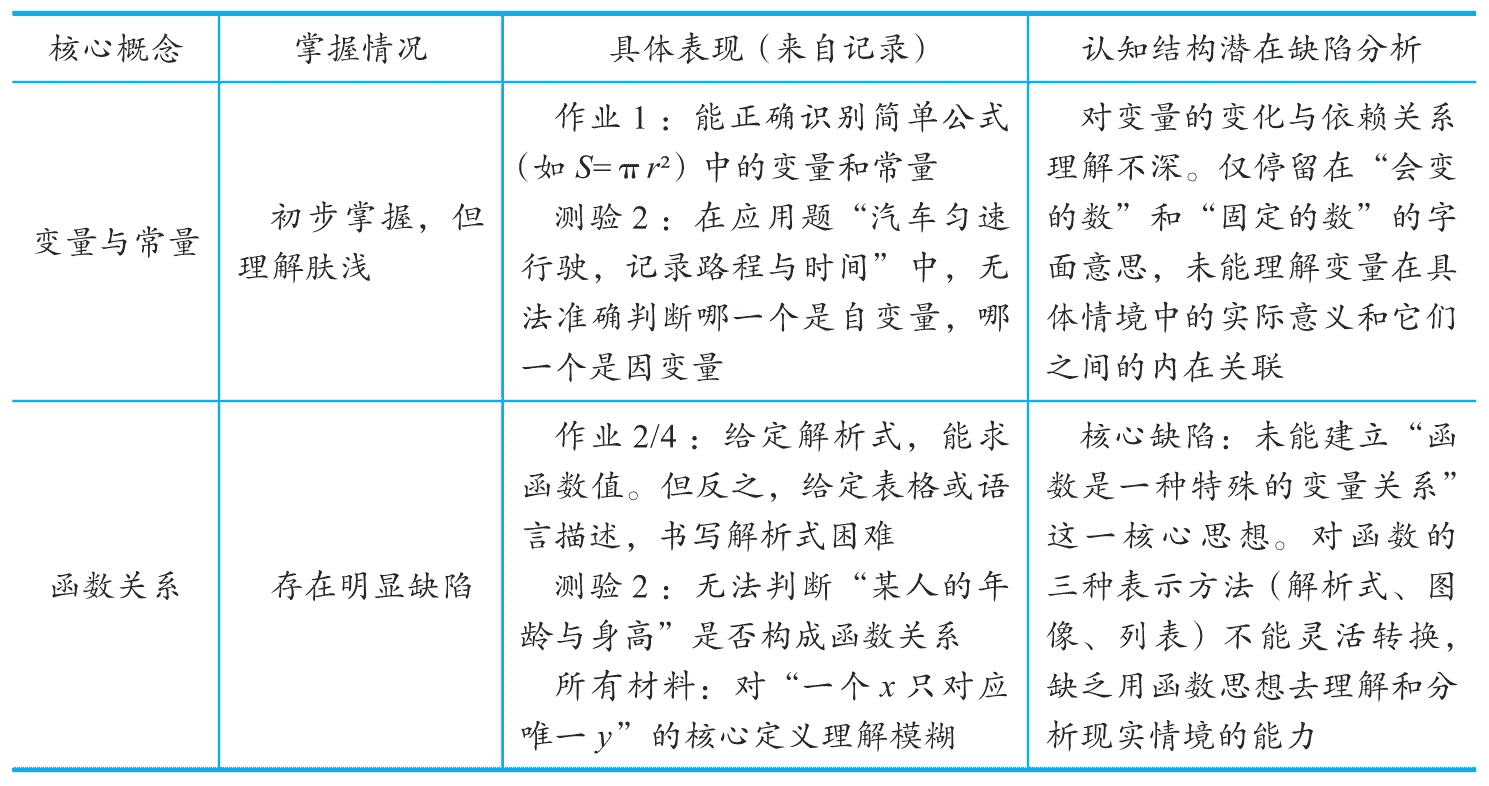 核心概念
掌握情况
具体表现（来自记录）
认知结构潜在缺陷分析
变量与常量
初步掌握，但
理解肤浅
作业1：能正确识别简单公式
（如S=πr²）中的变量和常量
测验2：在应用题“汽车匀速
行驶，记录路程与时间”中，无
法准确判断哪一个是自变量，哪
一个是因变量
对变量的变化与依赖关系
理解不深。仅停留在“会变
的数”和“固定的数”的字
面意思，未能理解变量在具
体情境中的实际意义和它们
之间的内在关联
函数关系
存在明显缺陷
作业2/4：给定解析式，能求
函数值。但反之，给定表格或语
言描述，书写解析式困难
测验2：无法判断“某人的年
龄与身高”是否构成函数关系
所有材料：对“一个x只对应
唯一y”的核心定义理解模糊
核心缺陷：未能建立“函
数是一种特殊的变量关系”
这一核心思想。对函数的
三种表示方法（解析式、图
像、列表）不能灵活转换，
缺乏用函数思想去理解和分
析现实情境的能力